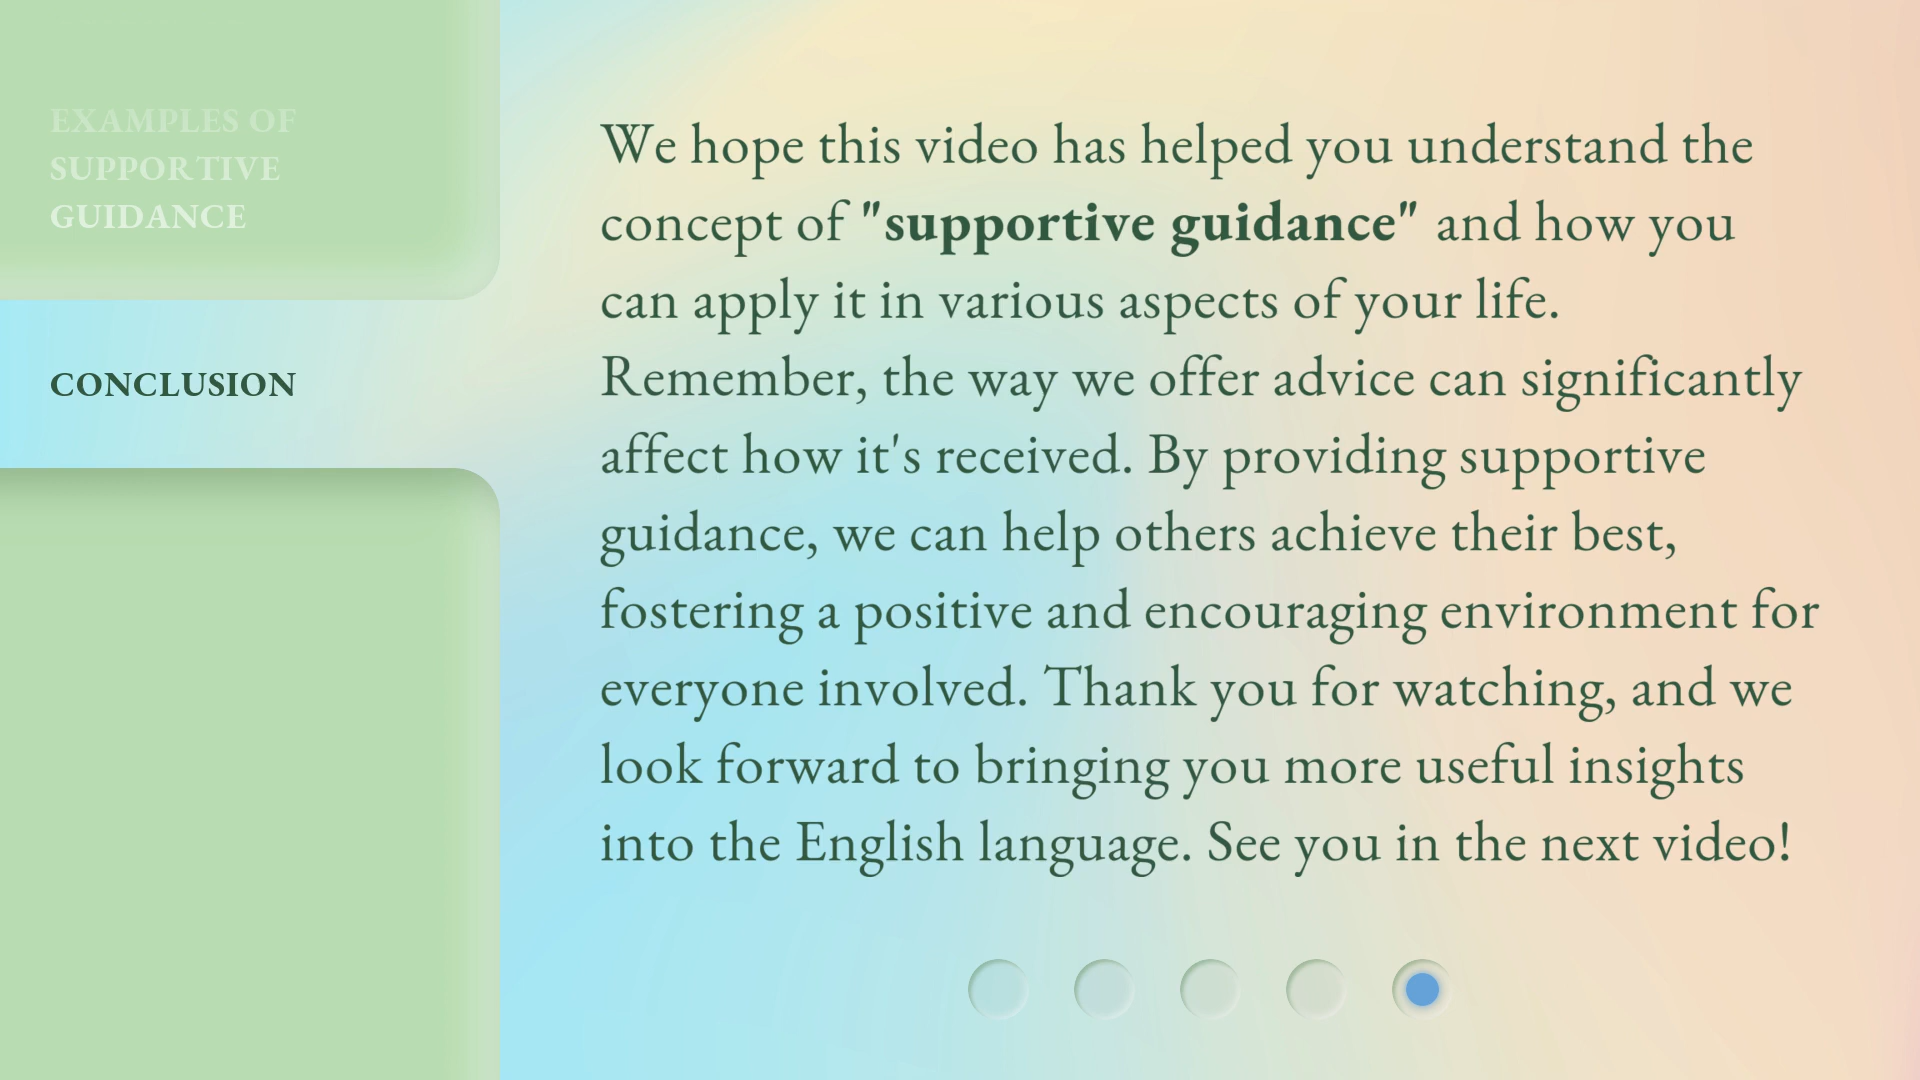 EXAMPLES OF
SUPPORTIVE
GUIDANCE
CONCLUSION
We hope this video has helped you understand the
concept of "supportive guidance" and how you
can apply it in various aspects of your life.
Remember, the way we offer advice can significantly
affect how it's received. By providing supportive
guidance, we can help others achieve their best,
fostering a positive and encouraging environment for
everyone involved. Thank you for watching, and we
look forward to bringing you more useful insights
into the English language. See you in the next video!